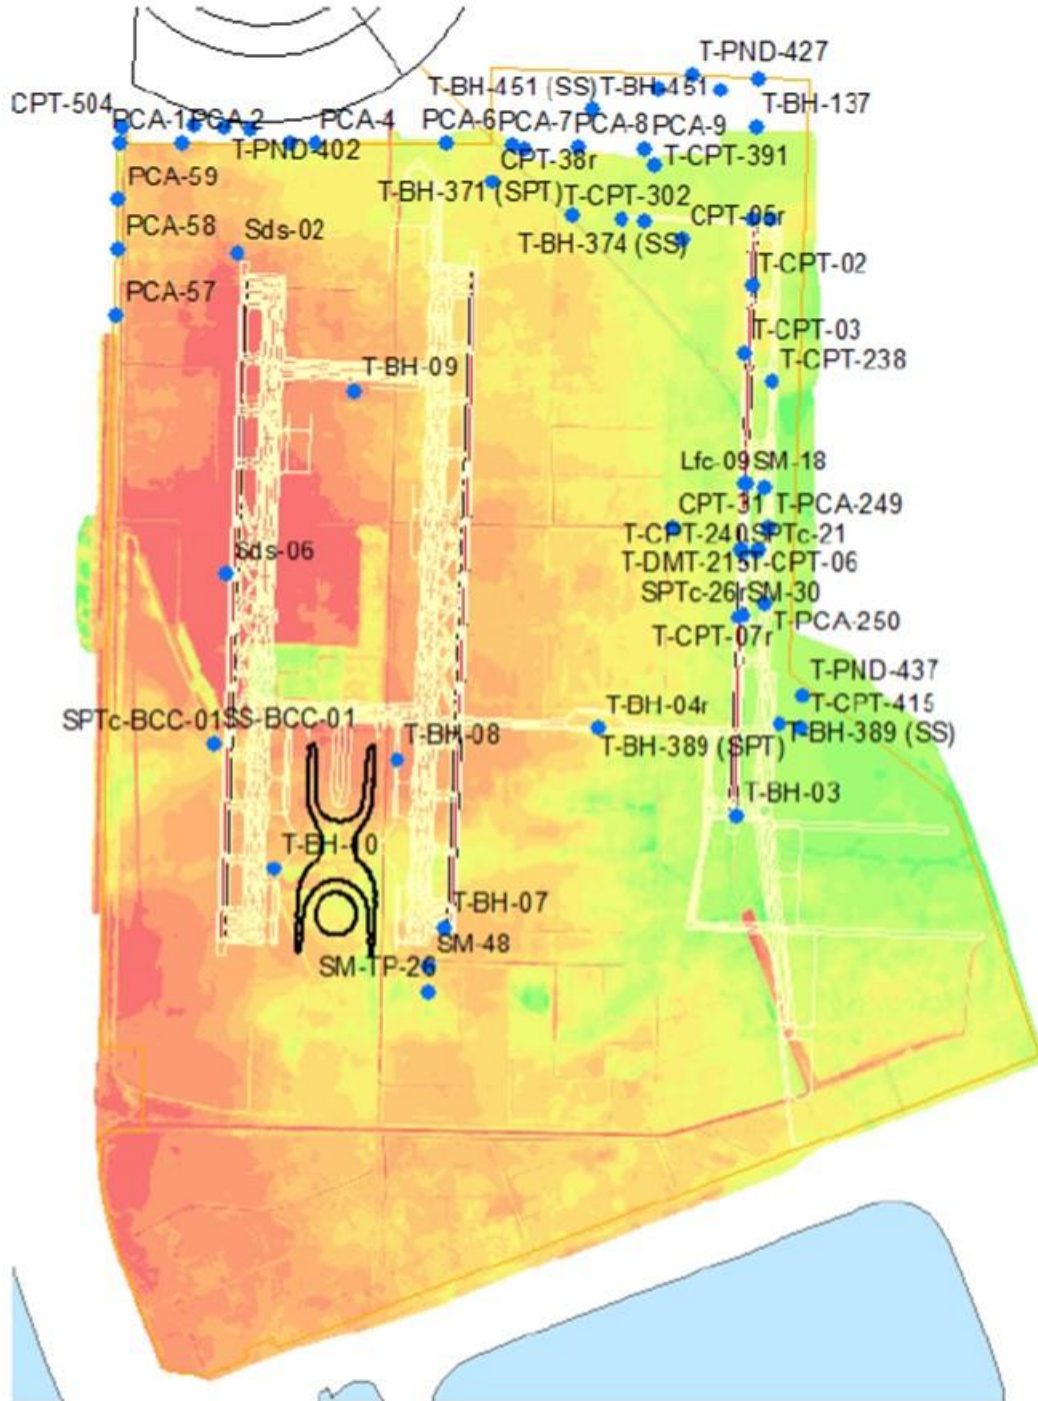 T-PND-427
T-BH-451 (SS) T-BH-451
CPT-504
T-BH-137
PCA-1 PCA-2 PCA-4 PCA-6 PCA-7 PCA-8 PCA-9
T-PND-402
CPT-38r
T-CPT-391
PCA-59
T-BH-371 (SPT) T-CPT-302
CPT-05r
PCA-58
Sds-02
T-BH-374 (SS)
T-CPT-02
PCA-57
T-CPT-03
T-BH-09
T-CPT-238
Lfc-09 SM-18
CPT-31 T-PCA-249
T-CPT-240 SPTc-21
Sds-06
T-DMT-215 T-CPT-06
SPTc-26r SM-30
T-PCA-250
T-CPT-07r
T-PND-437
T-BH-04r
T-CPT-415
SPTc-BCC-01 SS-BCC-01
T-BH-08
T-BH-389 (SPT) T-BH-389 (SS)
T-BH-03
T-BH-10
T-BH-07
SM-48
SM-TP-26